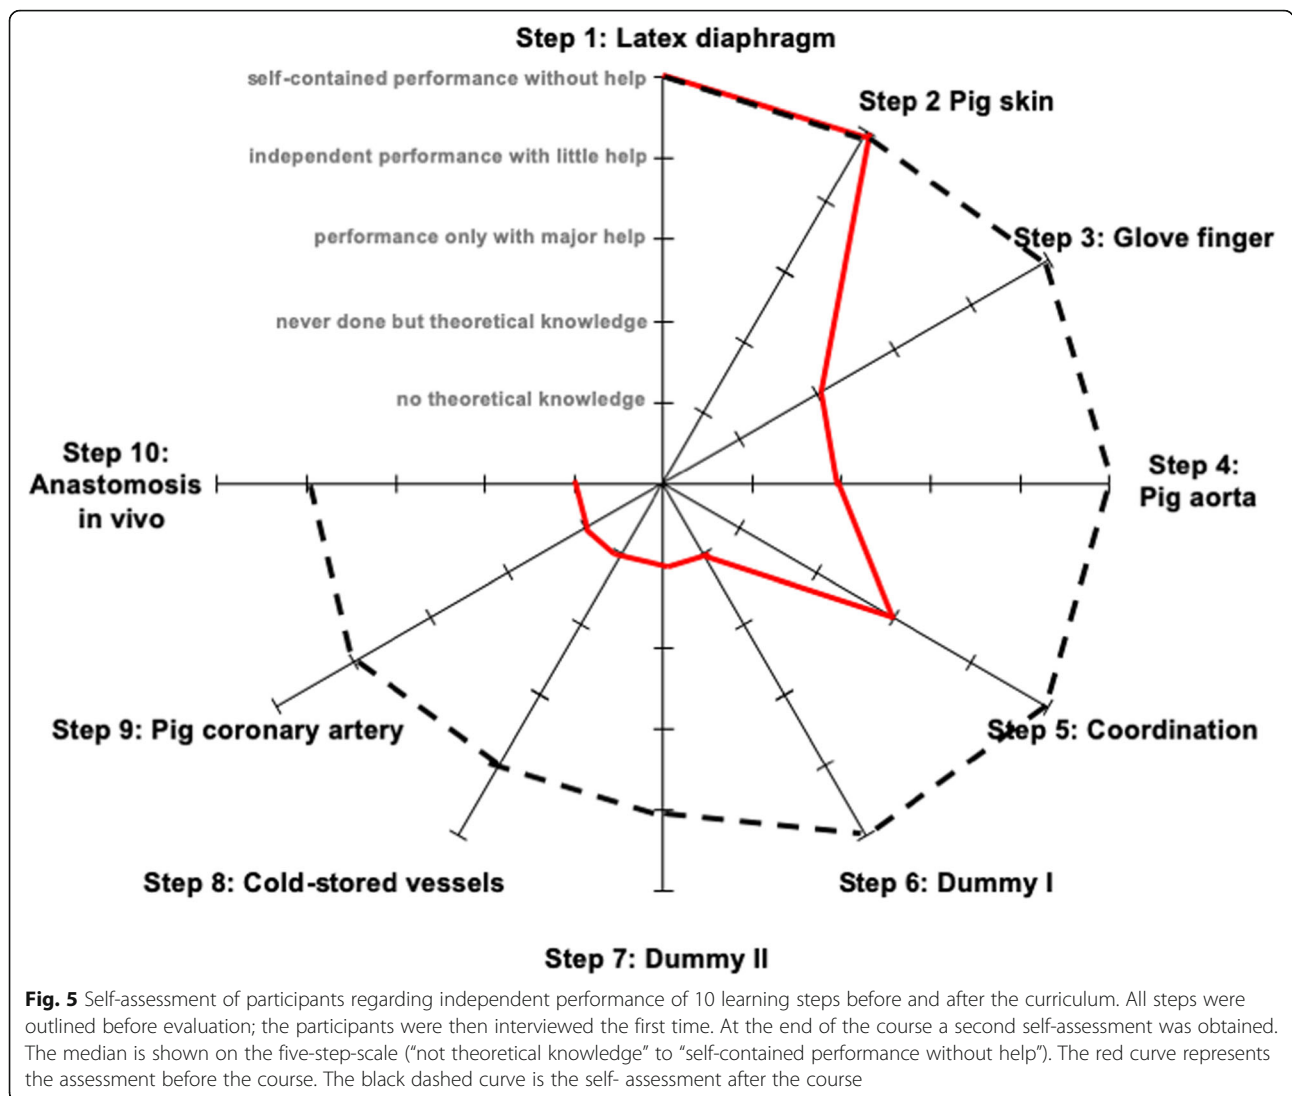 Step 1: Latex diaphragm
self-contained performance without help
Step 2 Pig skin
independent performance with little help
performance only with major help
Step 3: Glove finger
never done but theoretical knowledge
no theoretical knowledge
Step 10:
Anastomosis
in vivo
Step 4:
Pig aorta
Step 9: Pig coronary artery
Step 5: Coordination
Step 8: Cold-stored vessels
Step 6: Dummy I
Step 7: Dummy II
Fig. 5 Self-assessment of participants regarding independent performance of 10 learning steps before and after the curriculum. All steps were
outlined before evaluation; the participants were then interviewed the first time. At the end of the course a second self-assessment was obtained.
The median is shown on the five-step-scale (“not theoretical knowledge” to “self-contained performance without help”). The red curve represents
the assessment before the course. The black dashed curve is the self- assessment after the course